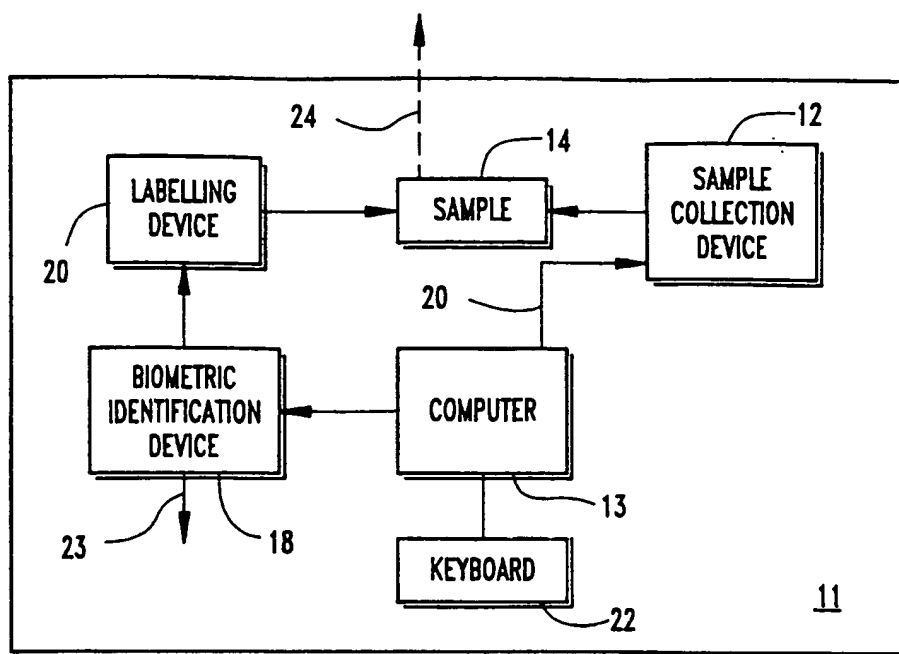 24
14
12
LABELLING
DEVICE
SAMPLE
SAMPLE
COLLECTION
DEVICE
20
20
BIOMETRIC
IDENTIFICATION
DEVICE
COMPUTER
23
18
13
KEYBOARD
22
11